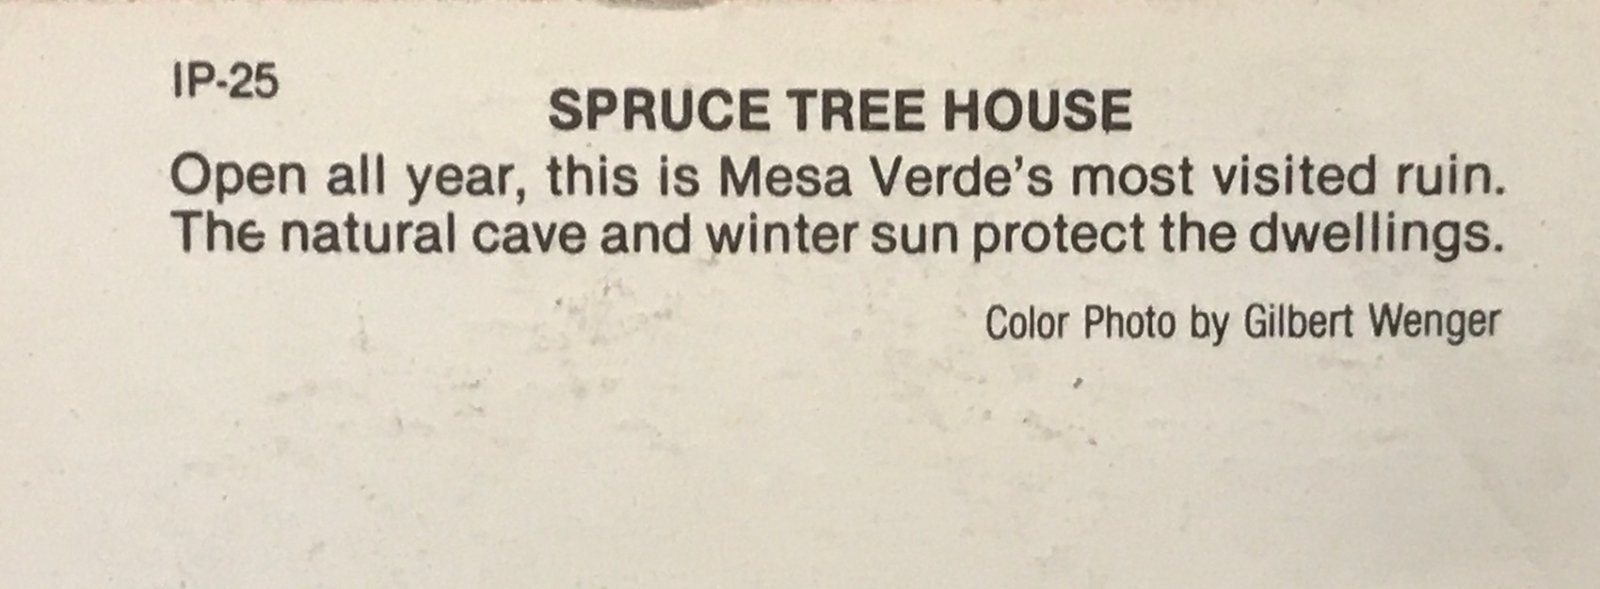 IP-25
SPRUCE TREE HOUSE
Open all year, this is Mesa Verde's most visited ruin.
The natural cave and winter sun protect the dwellings.
Color Photo by Gilbert Wenger